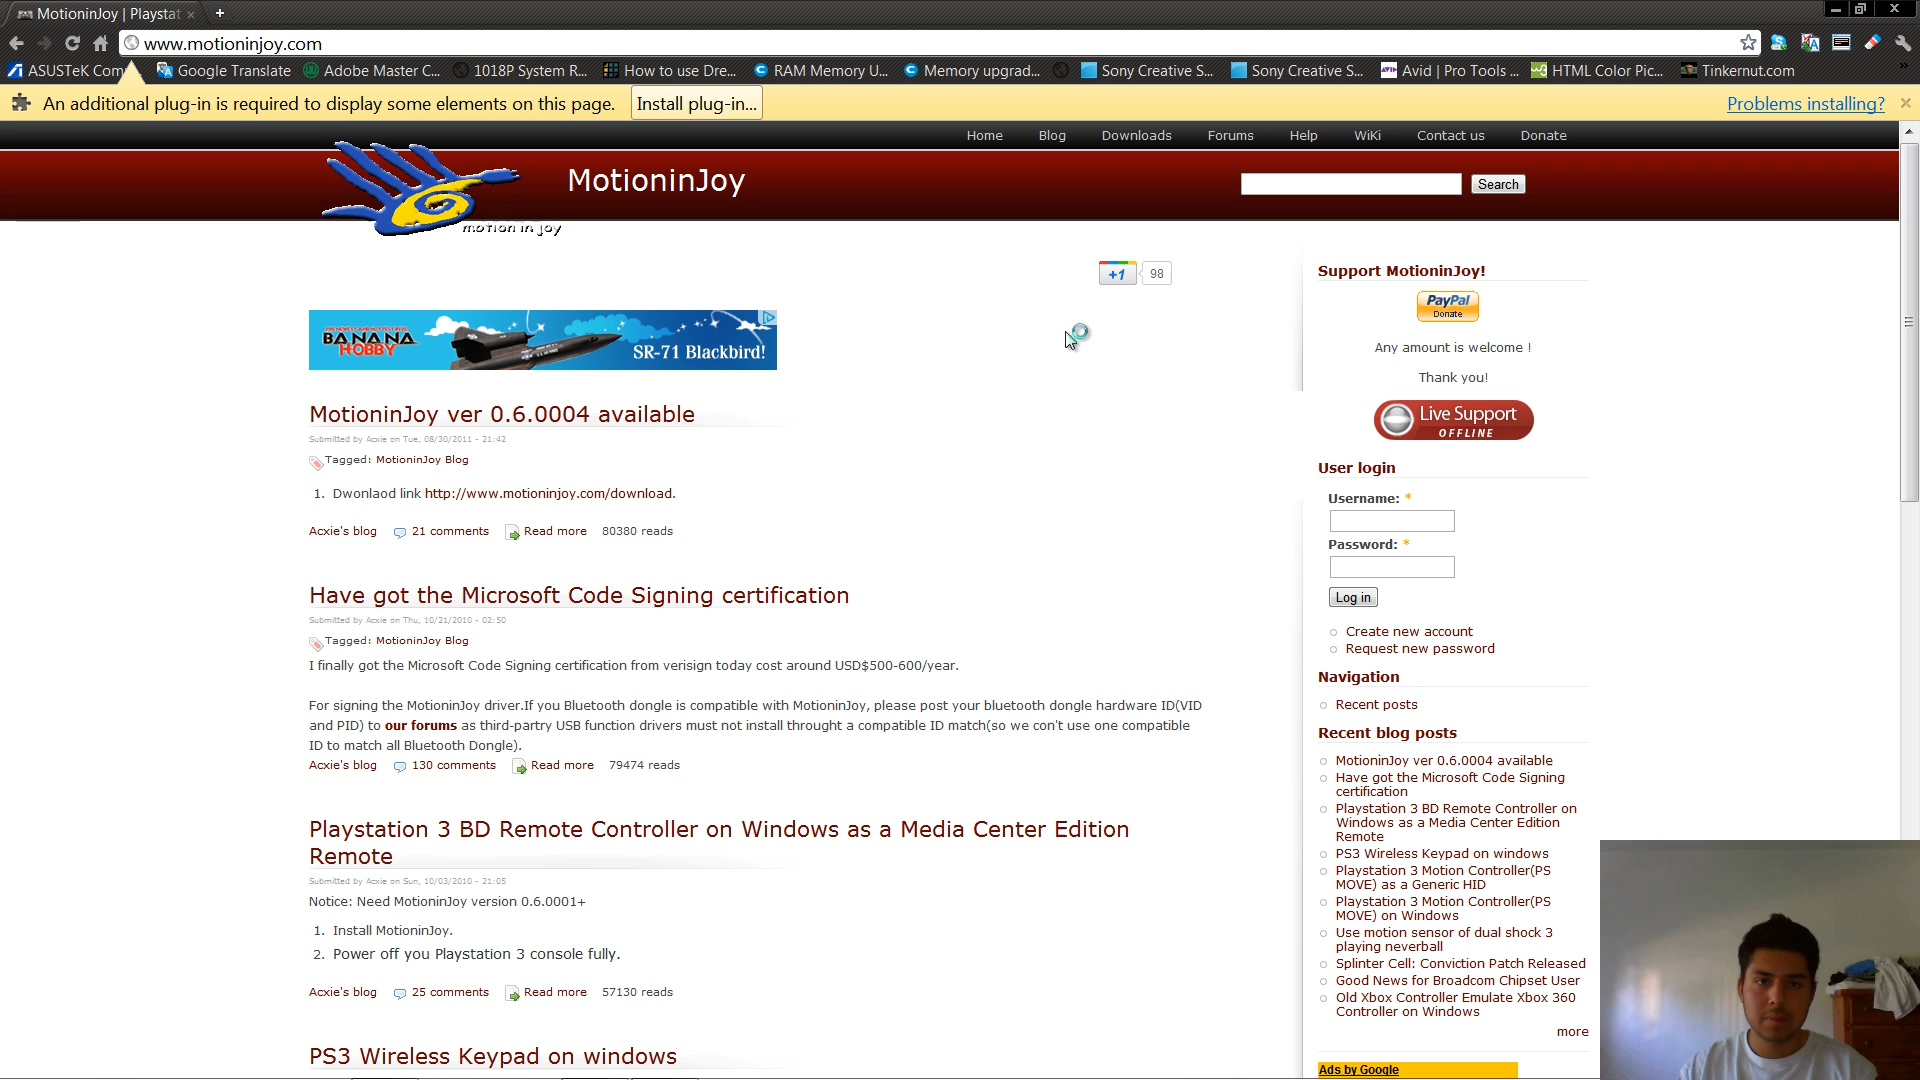 MotioninJoy | Playstat
www.motioninjoy.com
ASUSTeK Com
Google Translate
Adobe Master C...
1018P System R...
How to use Dre...
RAM Memory U...
Memory upgrad...
Sony Creative S...
Sony Creative S...
Avid | Pro Tools ...
HTML Color Pic...
Tinkernut.com
An additional plug-in is required to display some elements on this page.
Install plug-in...
Problems installing?
Home Blog Downloads Forums Help WiKi Contact us Donate
MotioninJoy
Search
motion in joy
+1 98
BANANA
HOBBY
SR-71 Blackbird!
MotioninJoy ver 0.6.0004 available
Submitted by Acxie on Tue, 08/30/2011 - 21:42
Tagged: MotioninJoy Blog
1. Dwonlaod link http://www.motioninjoy.com/download.
Acxie's blog 21 comments Read more 80380 reads
Have got the Microsoft Code Signing certification
Submitted by Acxie on Thu, 10/21/2010 - 02:50
Tagged: MotioninJoy Blog
I finally got the Microsoft Code Signing certification from verisign today cost around USD$500-600/year.
For signing the MotioninJoy driver.If you Bluetooth dongle is compatible with MotioninJoy, please post your bluetooth dongle hardware ID(VID
and PID) to our forums as third-partry USB function drivers must not install throught a compatible ID match(so we con't use one compatible
ID to match all Bluetooth Dongle).
Acxie's blog 130 comments Read more 79474 reads
Playstation 3 BD Remote Controller on Windows as a Media Center Edition
Remote
Submitted by Acxie on Sun, 10/03/2010 - 21:05
Notice: Need MotioninJoy version 0.6.0001+
1. Install MotioninJoy.
2. Power off you Playstation 3 console fully.
Acxie's blog 25 comments Read more 57130 reads
PS3 Wireless Keypad on windows
Support MotioninJoy!
PayPal
Donate
Any amount is welcome !
Thank you!
Live Support
OFFLINE
User login
Username: *
Password: *
Log in
Create new account
Request new password
Navigation
Recent posts
Recent blog posts
MotioninJoy ver 0.6.0004 available
Have got the Microsoft Code Signing
certification
Playstation 3 BD Remote Controller on
Windows as a Media Center Edition
Remote
PS3 Wireless Keypad on windows
Playstation 3 Motion Controller(PS
MOVE) as a Generic HID
Playstation 3 Motion Controller(PS
MOVE) on Windows
Use motion sensor of dual shock 3
playing neverball
Splinter Cell: Conviction Patch Released
Good News for Broadcom Chipset User
Old Xbox Controller Emulate Xbox 360
Controller on Windows
more
Ads by Google